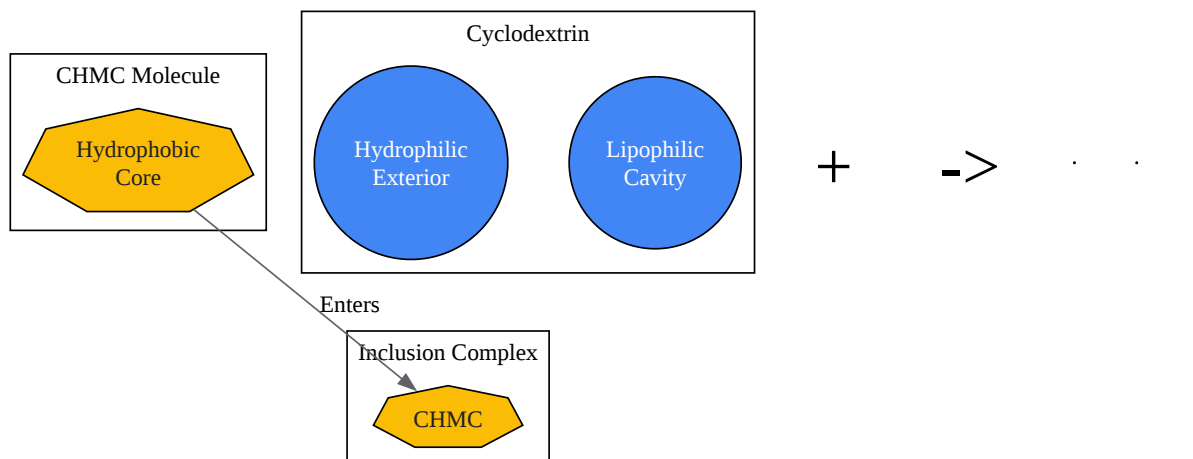 Cyclodextrin
CHMC Molecule
Hydrophobic
Core
Hydrophilic
Exterior
Lipophilic
Cavity
+
->
Enters
Inclusion Complex
CHMC